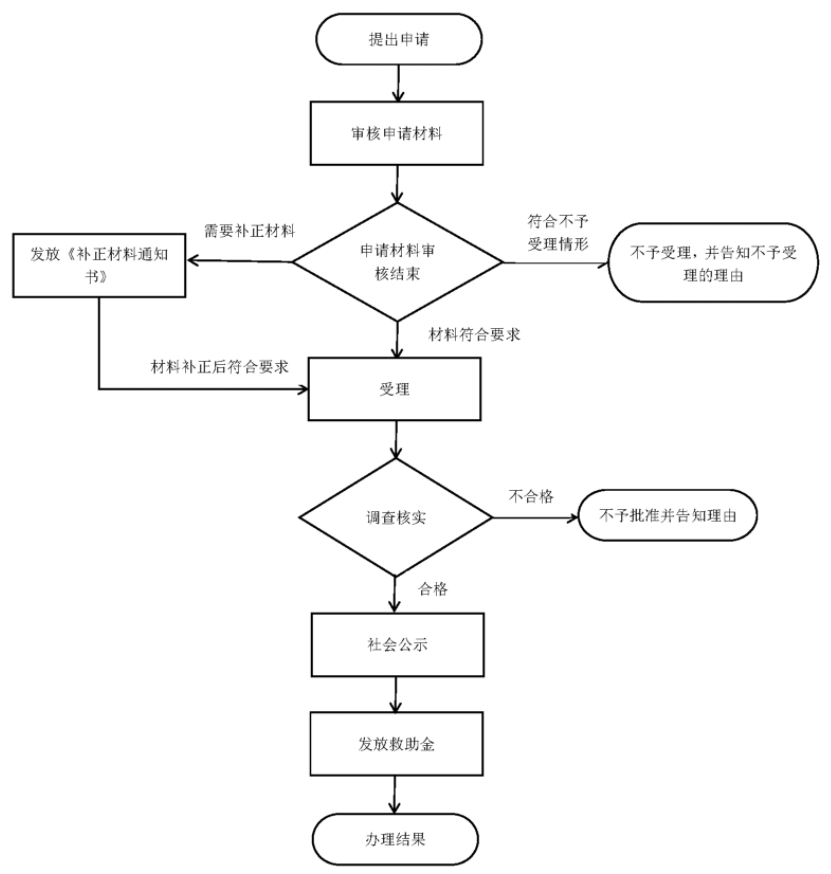 提出申请
审核申请材料
需要补正材料
符合不予
受理情形
发放《补正材料通知
书》
申请材料审
核结束
不予受理，并告知不予受
理的理由
材料符合要求
材料补正后符合要求
受理
不合格
调查核实
不予批准并告知理由
合格
社会公示
发放救助金
办理结果